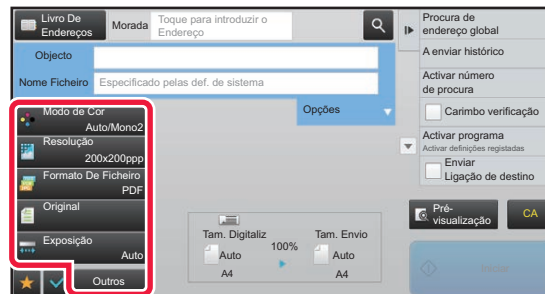 Livro De
Endereços
Morada
Toque para introduzir o
Endereço
Objecto
Nome Ficheiro
Especificado pelas def. de sistema
Opções
Modo de Cor
Auto/Mono2
Resolução
200x200ppp
Formato De Ficheiro
PDF
Original
Exposição
Auto
Outros
Tam. Digitaliz
Auto
A4
100%
Tam. Envio
Auto
A4
Procura de
endereço global
A enviar histórico
Activar número
de procura
Carimbo verificação
Activar programa
Activar definições registadas
Enviar
Ligação de destino
Pré-
visualização
CA
Iniciar